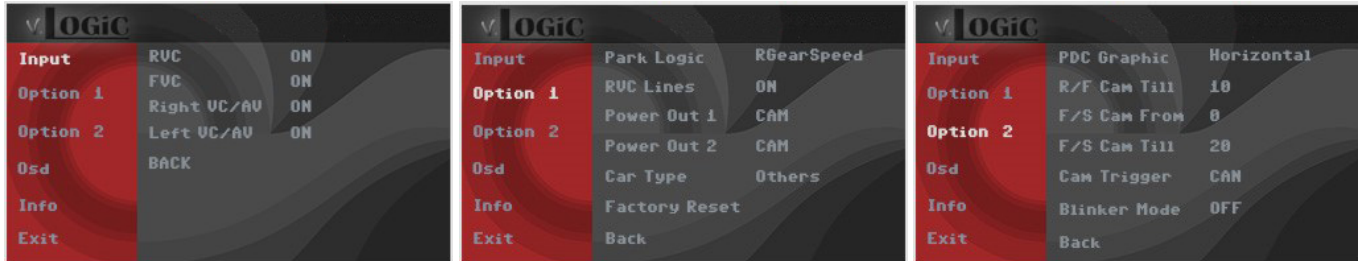 v.LOGiC
Input
Option 1
Option 2
Osd
Info
Exit
RVC ON
FVC ON
Right VC/AV ON
Left VC/AV ON
BACK
v.LOGiC
Input
Option 1
Option 2
Osd
Info
Exit
Park Logic RGearSpeed
RVC Lines ON
Power Out 1 CAM
Power Out 2 CAM
Car Type Others
Factory Reset
Back
v.LOGiC
Input
Option 1
Option 2
Osd
Info
Exit
PDC Graphic Horizontal
R/F Cam Till 10
F/S Cam From 0
F/S Cam Till 20
Cam Trigger CAN
Blinker Mode OFF
Back